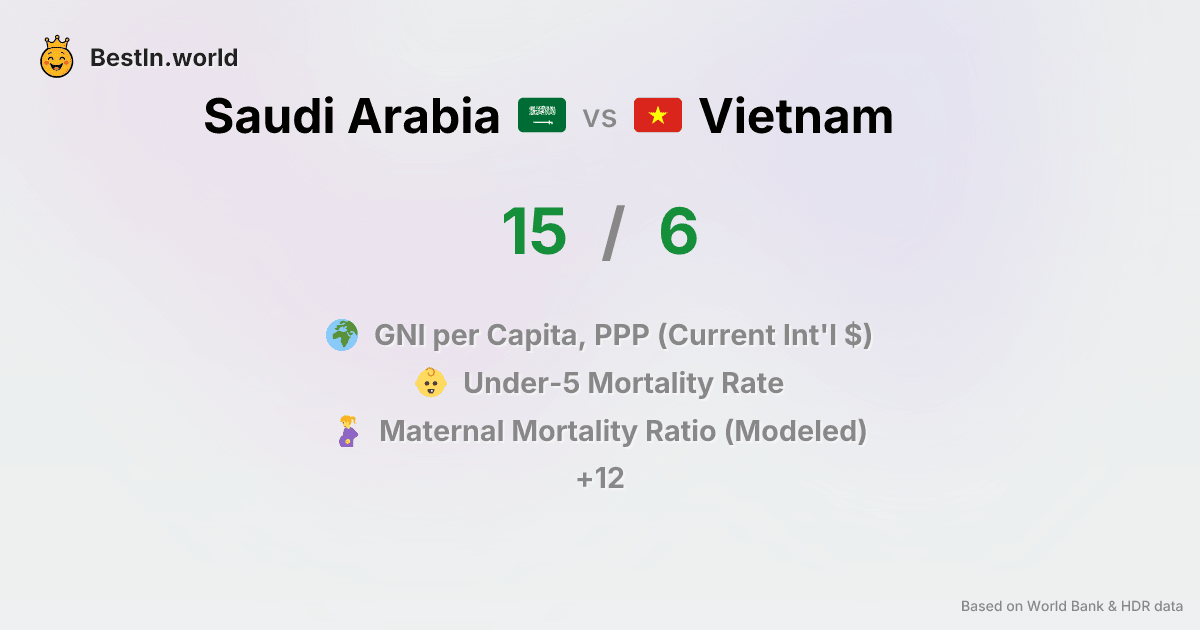 BestIn.world
Saudi Arabia vs Vietnam
15 / 6
GNI per Capita, PPP (Current Int'l $)
Under-5 Mortality Rate
Maternal Mortality Ratio (Modeled)
+12
Based on World Bank & HDR data